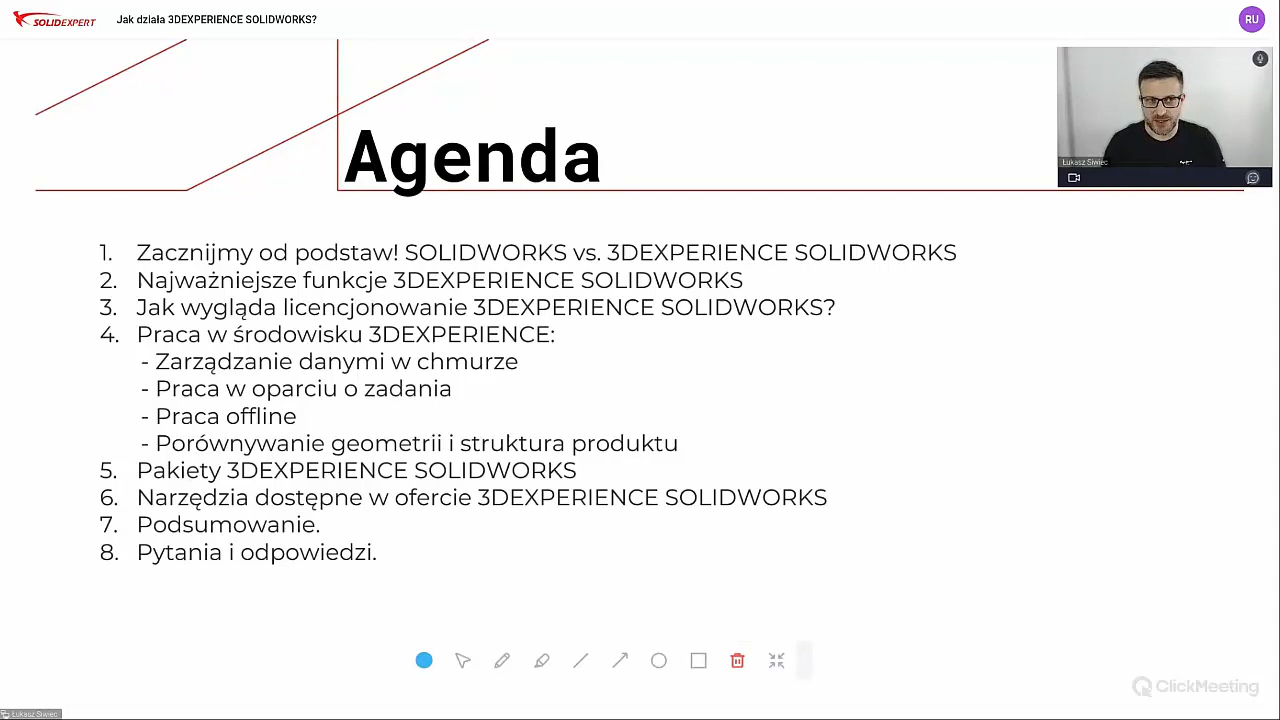 SOLIDEXPERT
Jak działa 3DEXPERIENCE SOLIDWORKS?
RU
Agenda
Łukasz Siwiec
1. Zacznijmy od podstaw! SOLIDWORKS vs. 3DEXPERIENCE SOLIDWORKS
2. Najważniejsze funkcje 3DEXPERIENCE SOLIDWORKS
3. Jak wygląda licencjonowanie 3DEXPERIENCE SOLIDWORKS?
4. Praca w środowisku 3DEXPERIENCE:
- Zarządzanie danymi w chmurze
- Praca w oparciu o zadania
- Praca offline
- Porównywanie geometrii i struktura produktu
5. Pakiety 3DEXPERIENCE SOLIDWORKS
6. Narzędzia dostępne w ofercie 3DEXPERIENCE SOLIDWORKS
7. Podsumowanie.
8. Pytania i odpowiedzi.
ClickMeeting
Łukasz Siwiec